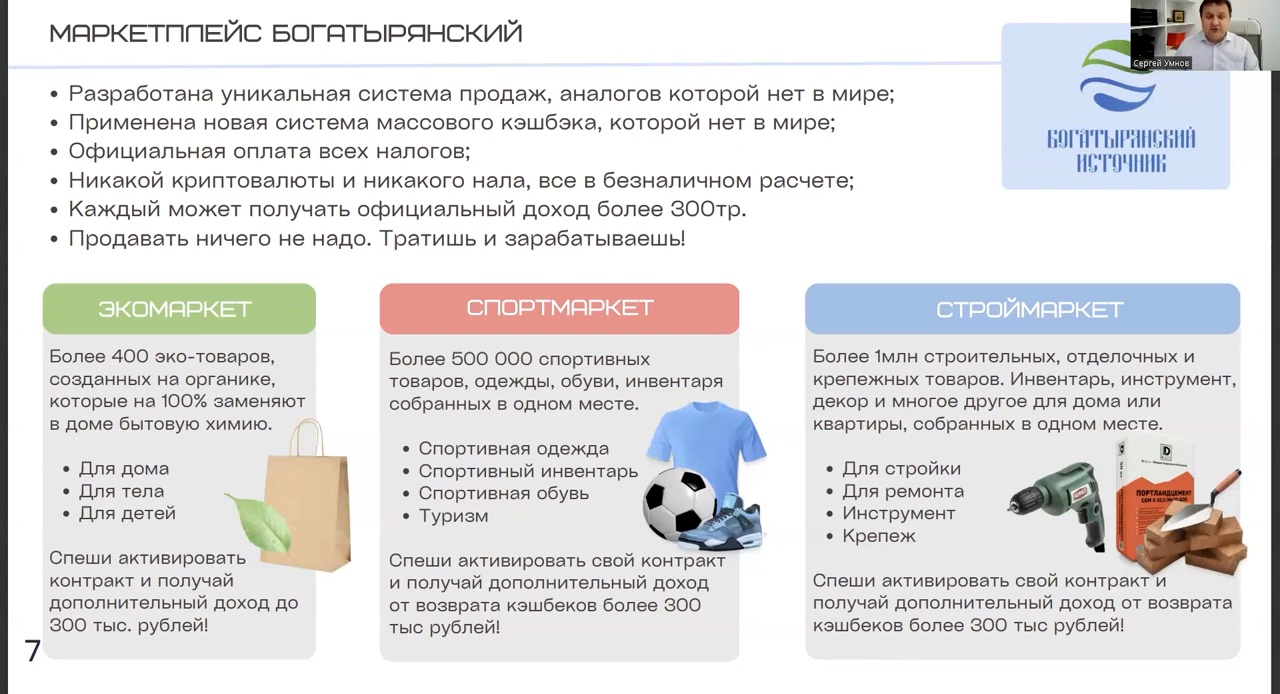 МАРКЕТПЛЕЙС БОГАТЫРЯНСКИЙ
Сергей Умнов
БОГАТЫРЯНСКИЙ
ИСТОЧНИК
• Разработана уникальная система продаж, аналогов которой нет в мире;
• Применена новая система массового кэшбэка, которой нет в мире;
• Официальная оплата всех налогов;
• Никакой криптовалюты и никакого нала, все в безналичном расчете;
• Каждый может получать официальный доход более 300тр.
• Продавать ничего не надо. Тратишь и зарабатываешь!
ЭКОМАРКЕТ
Более 400 эко-товаров,
созданных на органике,
которые на 100% заменяют
в доме бытовую химию.
• Для дома
• Для тела
• Для детей
Спеши активировать
контракт и получай
дополнительный доход до
300 тыс. рублей!
СПОРТМАРКЕТ
Более 500 000 спортивных
товаров, одежды, обуви, инвентаря
собранных в одном месте.
• Спортивная одежда
• Спортивный инвентарь
• Спортивная обувь
• Туризм
Спеши активировать свой контракт
и получай дополнительный доход
от возврата кэшбеков более 300
тыс рублей!
СТРОЙМАРКЕТ
Более 1млн строительных, отделочных и
крепежных товаров. Инвентарь, инструмент,
декор и многое другое для дома или
квартиры, собранных в одном месте.
• Для стройки
• Для ремонта
• Инструмент
• Крепеж
ПОРТЛАНДЦЕМЕНТ
Спеши активировать свой контракт и
получай дополнительный доход от возврата
кэшбеков более 300 тыс рублей!
7